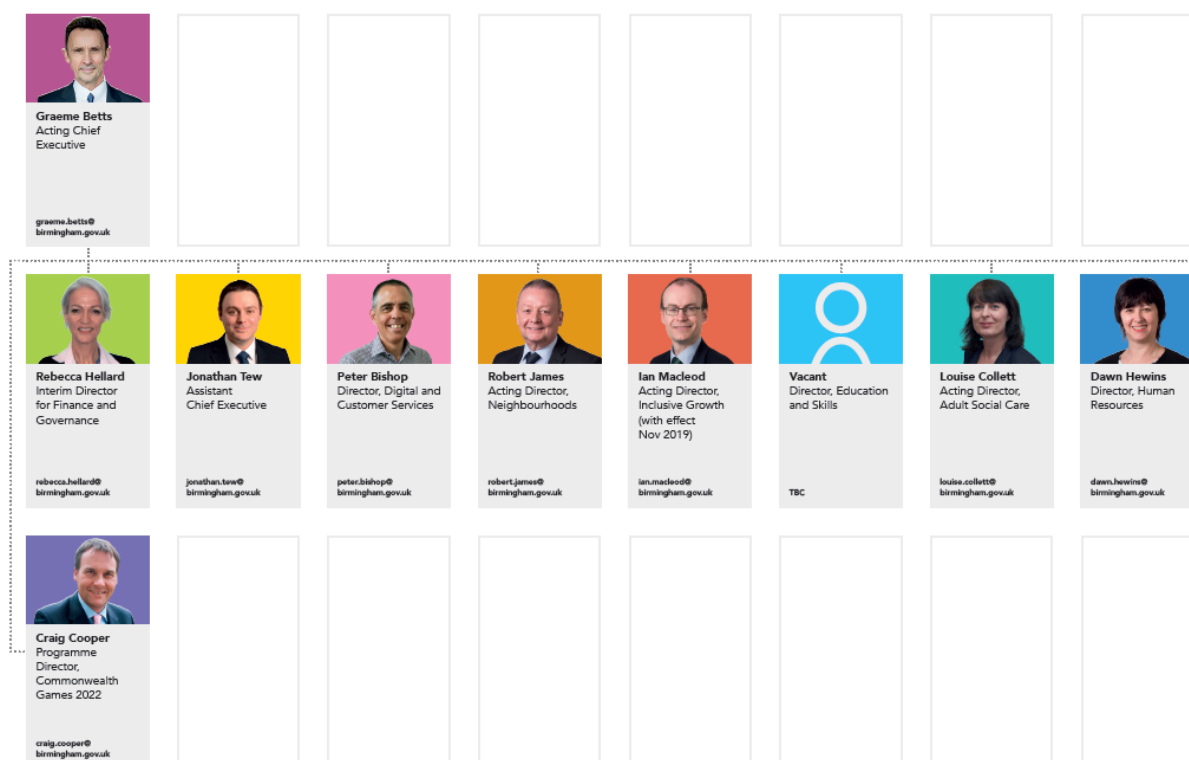 Graeme Betts
Acting Chief
Executive
graeme.betts@
birmingham.gov.uk
Rebecca Hellard
Interim Director
for Finance and
Governance
rebecca.hellard@
birmingham.gov.uk
Jonathan Tew
Assistant
Chief Executive
jonathan.tew@
birmingham.gov.uk
Peter Bishop
Director, Digital and
Customer Services
peter.bishop@
birmingham.gov.uk
Robert James
Acting Director,
Neighbourhoods
robert.james@
birmingham.gov.uk
Ian Macleod
Acting Director,
Inclusive Growth
(with effect
Nov 2019)
ian.macleod@
birmingham.gov.uk
Vacant
Director, Education
and Skills
TBC
Louise Collett
Acting Director,
Adult Social Care
louise.collett@
birmingham.gov.uk
Dawn Hewins
Director, Human
Resources
dawn.hewins@
birmingham.gov.uk
Craig Cooper
Programme
Director,
Commonwealth
Games 2022
craig.cooper@
birmingham.gov.uk